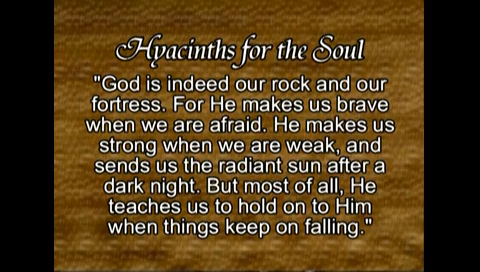 Hyacinths for the Soul
"God is indeed our rock and our
fortress. For He makes us brave
when we are afraid. He makes us
strong when we are weak, and
sends us the radiant sun after a
dark night. But most of all, He
teaches us to hold on to Him
when things keep on falling."